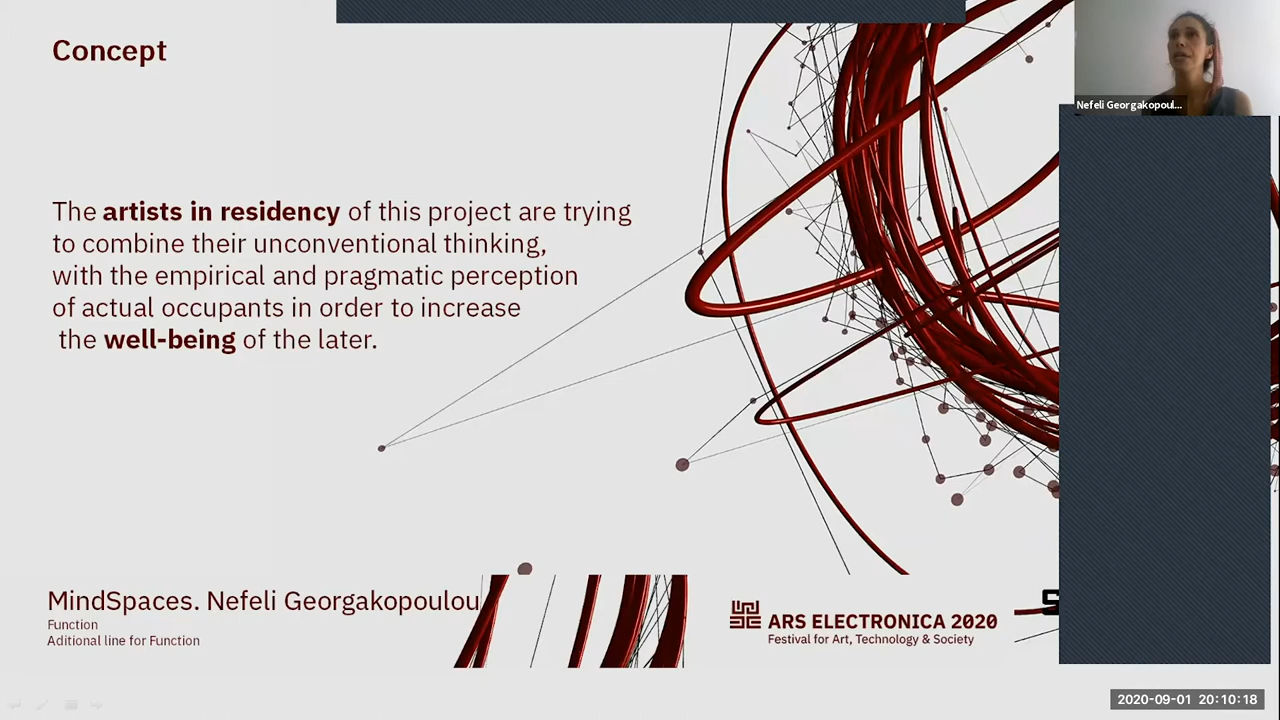 Concept
Nefeli Georgakopoul...
The artists in residency of this project are trying
to combine their unconventional thinking,
with the empirical and pragmatic perception
of actual occupants in order to increase
the well-being of the later.
MindSpaces. Nefeli Georgakopoulou
Function
Aditional line for Function
ARS ELECTRONICA 2020
Festival for Art, Technology & Society
2020-09-01 20:10:18